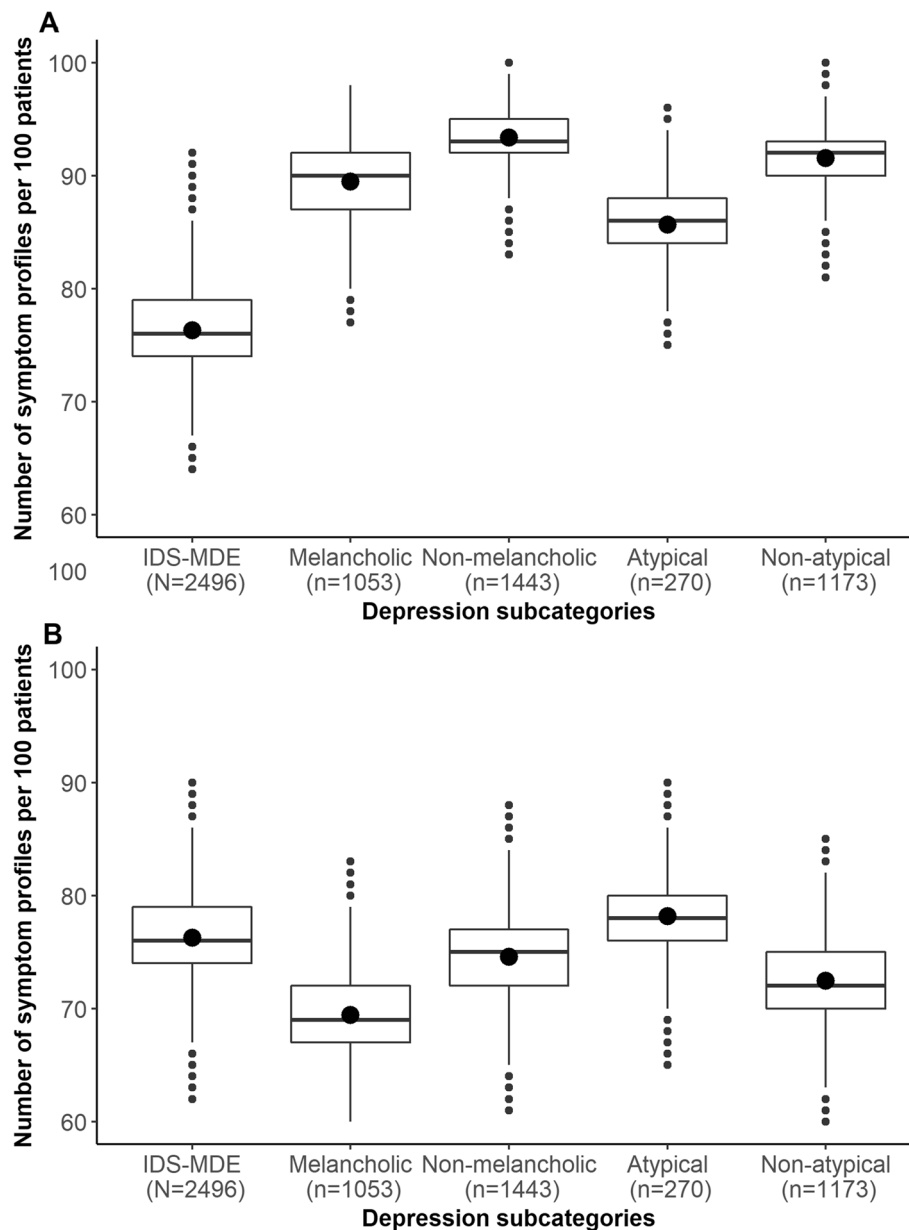 A
Number of symptom profiles per 100 patients
100
90
80
70
60
IDS-MDE Melancholic Non-melancholic Atypical Non-atypical
(N=2496) (n=1053) (n=1443) (n=270) (n=1173)
100
Depression subcategories
B
Number of symptom profiles per 100 patients
100
90
80
70
60
IDS-MDE Melancholic Non-melancholic Atypical Non-atypical
(N=2496) (n=1053) (n=1443) (n=270) (n=1173)
Depression subcategories